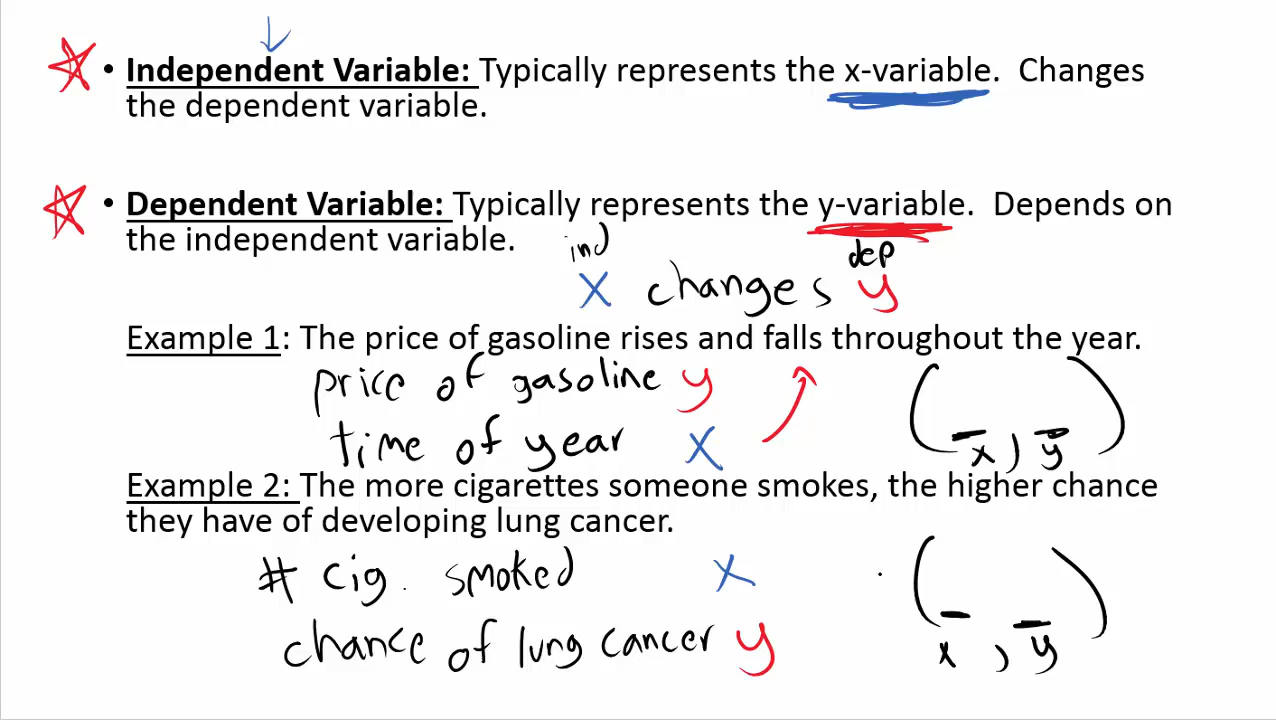 • Independent Variable: Typically represents the x-variable. Changes
the dependent variable.
• Dependent Variable: Typically represents the y-variable. Depends on
the independent variable.
ind dep
x changes y
Example 1: The price of gasoline rises and falls throughout the year.
price of gasoline y
time of year x
( x , y )
Example 2: The more cigarettes someone smokes, the higher chance
they have of developing lung cancer.
# cig. smoked x
chance of lung cancer y
( x , y )